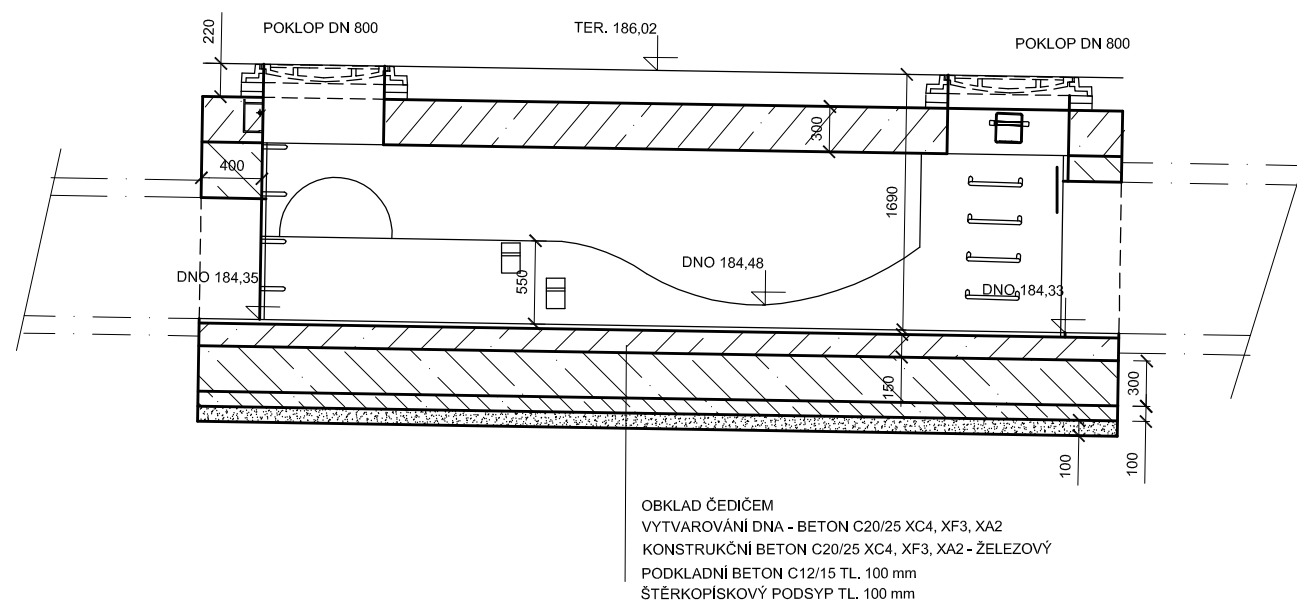 POKLOP DN 800
TER. 186,02
POKLOP DN 800
220
300
400
1690
DNO 184,35
DNO 184,48
DNO 184,33
550
150
300
100
100
OBKLAD ČEDIČEM
VYTVAROVÁNÍ DNA - BETON C20/25 XC4, XF3, XA2
KONSTRUKČNÍ BETON C20/25 XC4, XF3, XA2 - ŽELEZOVÝ
PODKLADNÍ BETON C12/15 TL. 100 mm
ŠTĚRKOPÍSKOVÝ PODSYP TL. 100 mm